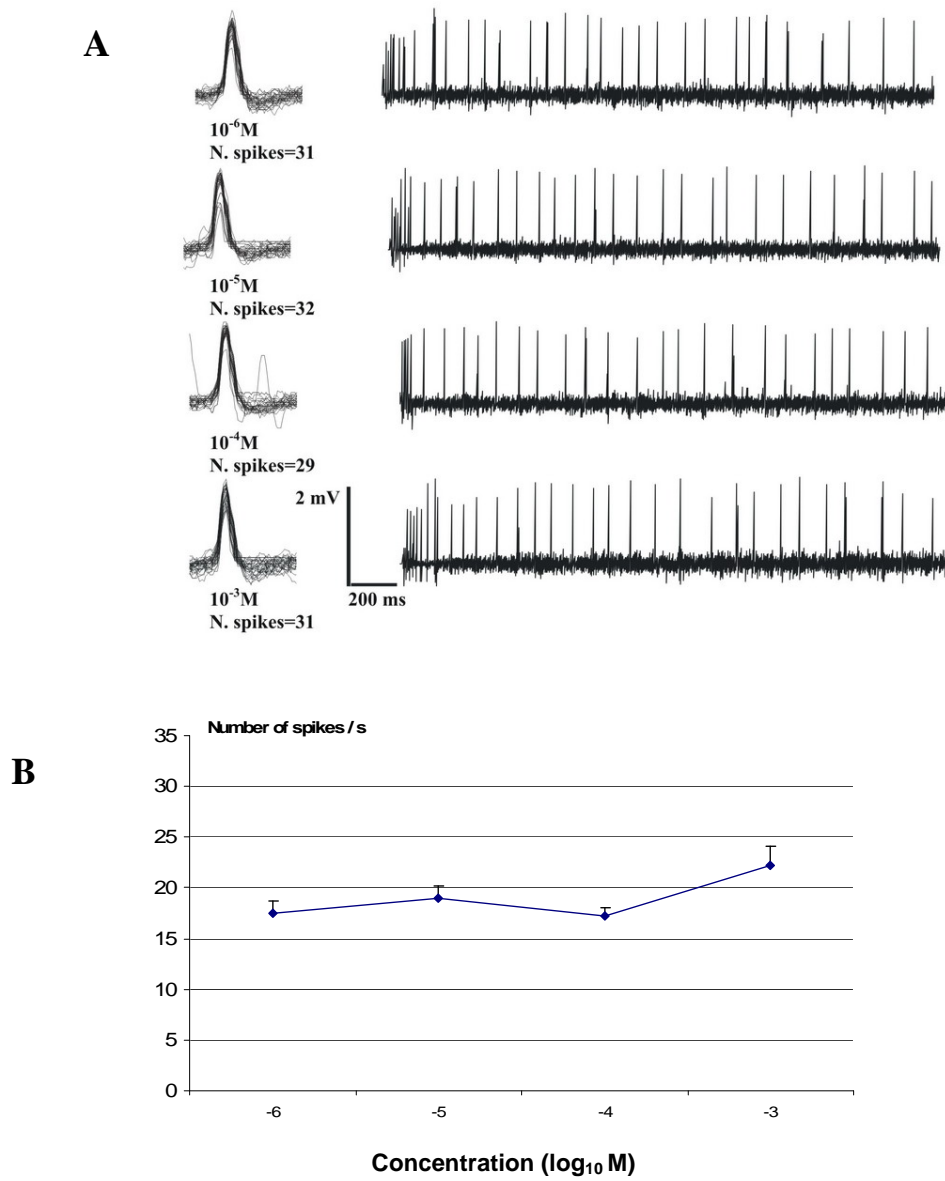 A
10⁻⁶M
N. spikes=31
10⁻⁵M
N. spikes=32
10⁻⁴M
N. spikes=29
2 mV
200 ms
10⁻³M
N. spikes=31
B
Number of spikes / s
35
30
25
20
15
10
5
0
-6 -5 -4 -3
Concentration (log₁₀ M)